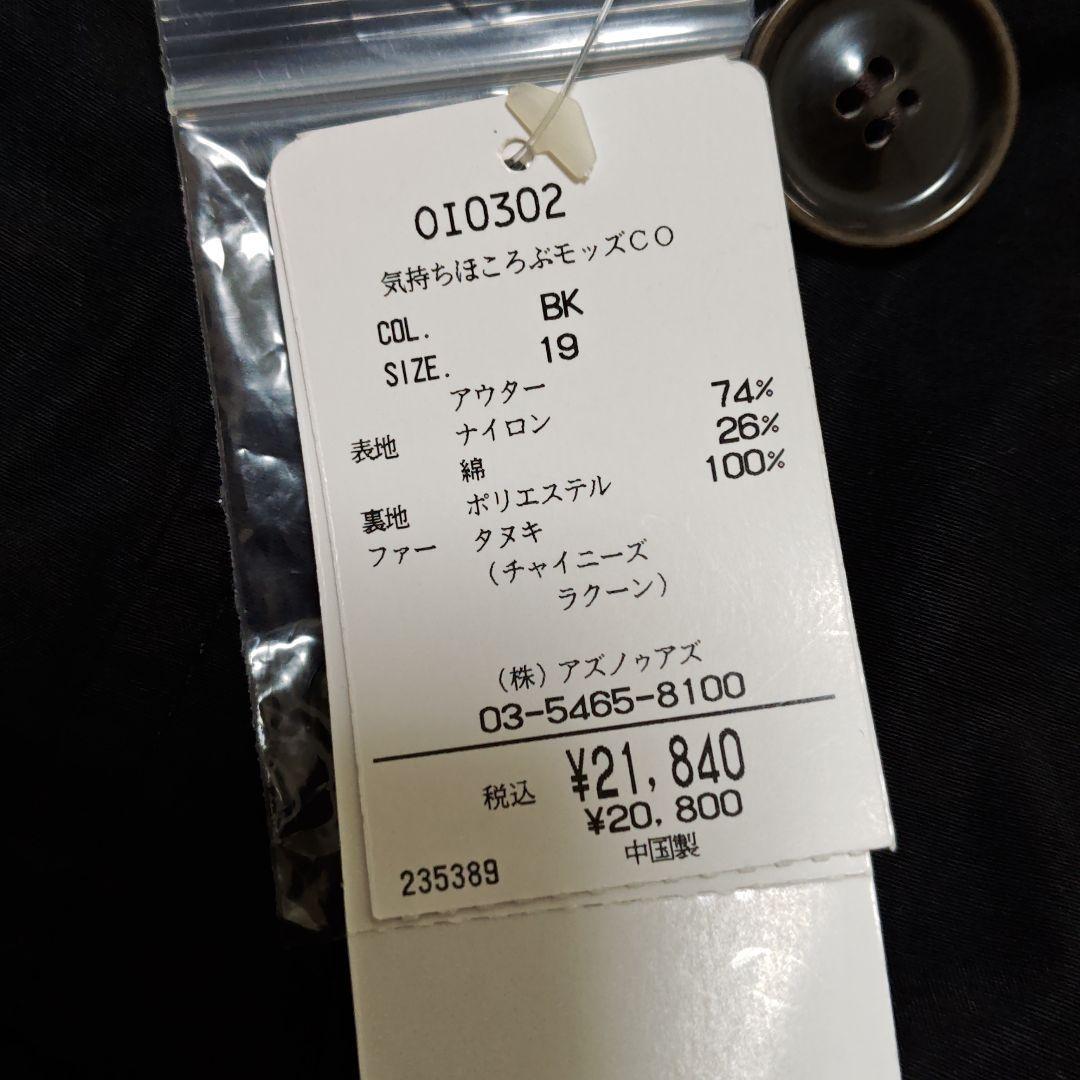 OI0302
気持ちほころぶモッズCO
COL. BK
SIZE. 19
アウター
表地 ナイロン 74%
綿 26%
裏地 ポリエステル 100%
ファー タヌキ
(チャイニーズ
ラクーン)
(株)アズノゥアズ
03-5465-8100
税込 ¥21,840
¥20,800
中国製
235389